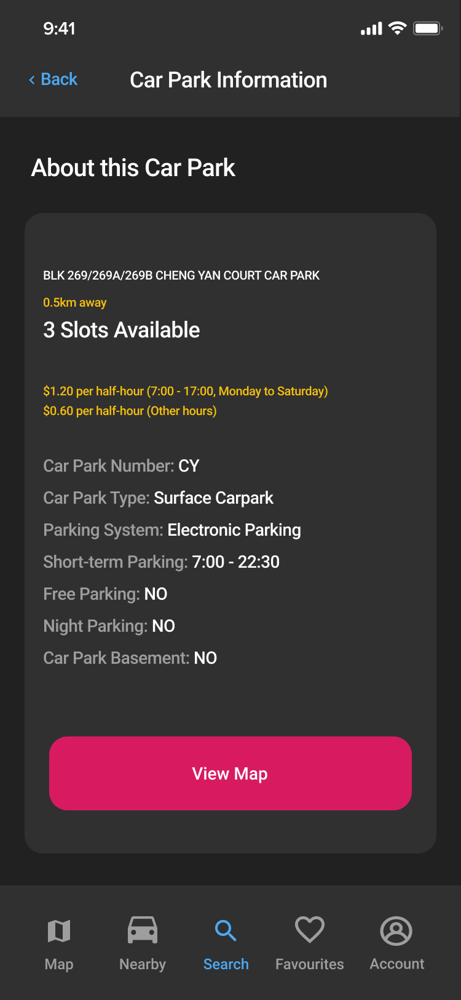 9:41
Back
Car Park Information
About this Car Park
BLK 269/269A/269B CHENG YAN COURT CAR PARK
0.5km away
3 Slots Available
$1.20 per half-hour (7:00 - 17:00, Monday to Saturday)
$0.60 per half-hour (Other hours)
Car Park Number: CY
Car Park Type: Surface Carpark
Parking System: Electronic Parking
Short-term Parking: 7:00 - 22:30
Free Parking: NO
Night Parking: NO
Car Park Basement: NO
View Map
Map Nearby Search Favourites Account